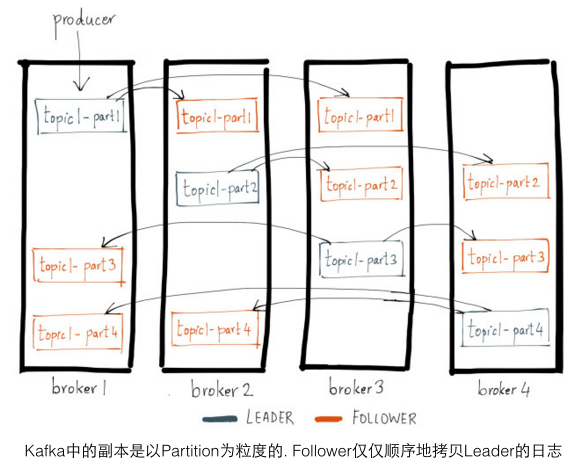 producer
topic1-part1
topic1-part1
topic1-part1
topic1-part2
topic1-part2
topic1-part2
topic1-part3
topic1-part3
topic1-part3
topic1-part4
topic1-part4
topic1-part4
broker 1
broker 2
broker 3
broker 4
LEADER
FOLLOWER
Kafka中的副本是以Partition为粒度的. Follower仅仅顺序地拷贝Leader的日志